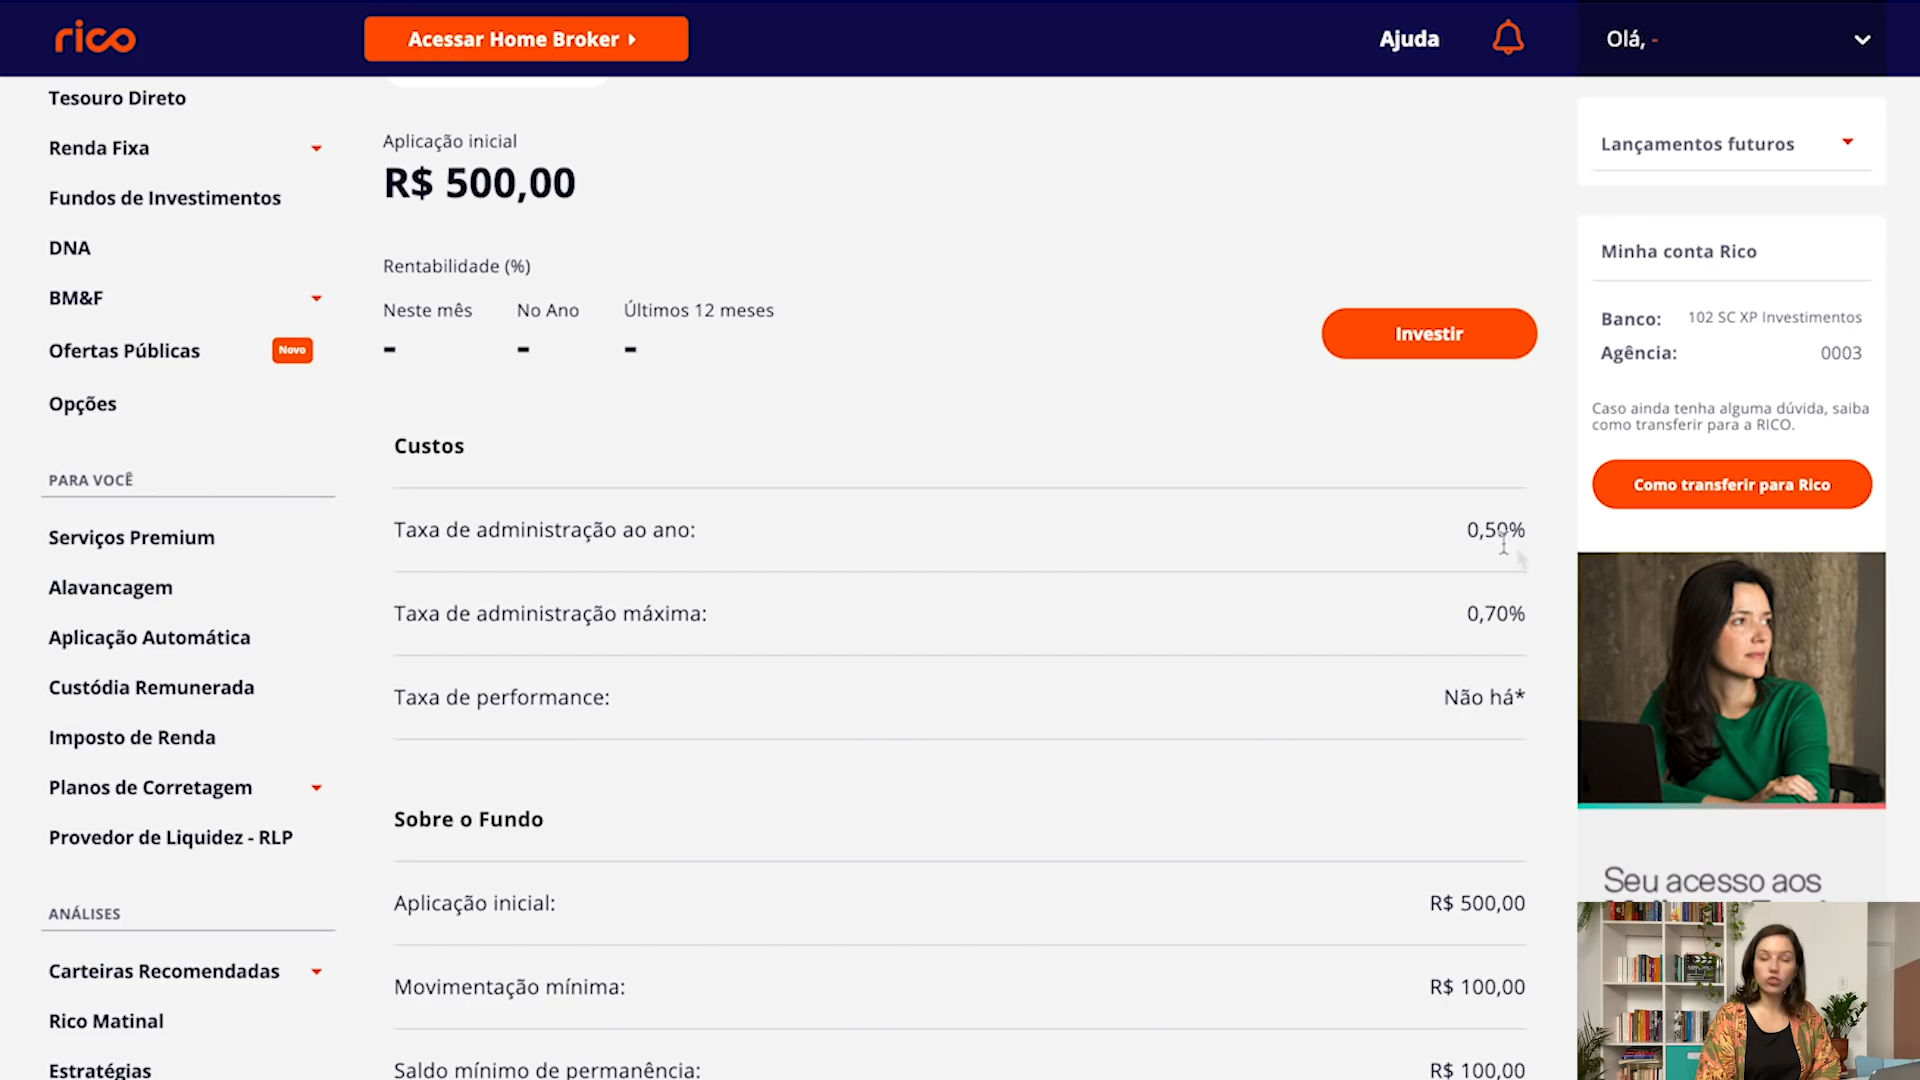 rico
Acessar Home Broker
Ajuda
Olá, -
Tesouro Direto
Renda Fixa
Fundos de Investimentos
DNA
BM&F
Ofertas Públicas
Novo
Opções
PARA VOCÊ
Serviços Premium
Alavancagem
Aplicação Automática
Custódia Remunerada
Imposto de Renda
Planos de Corretagem
Provedor de Liquidez - RLP
ANÁLISES
Carteiras Recomendadas
Rico Matinal
Estratégias
Aplicação inicial
R$ 500,00
Rentabilidade (%)
Neste mês No Ano Últimos 12 meses
- - -
Investir
Custos
Taxa de administração ao ano: 0,50%
Taxa de administração máxima: 0,70%
Taxa de performance: Não há*
Sobre o Fundo
Aplicação inicial: R$ 500,00
Movimentação mínima: R$ 100,00
Saldo mínimo de permanência: R$ 100,00
Lançamentos futuros
Minha conta Rico
Banco: 102 SC XP Investimentos
Agência: 0003
Caso ainda tenha alguma dúvida, saiba
como transferir para a RICO.
Como transferir para Rico
Seu acesso aos